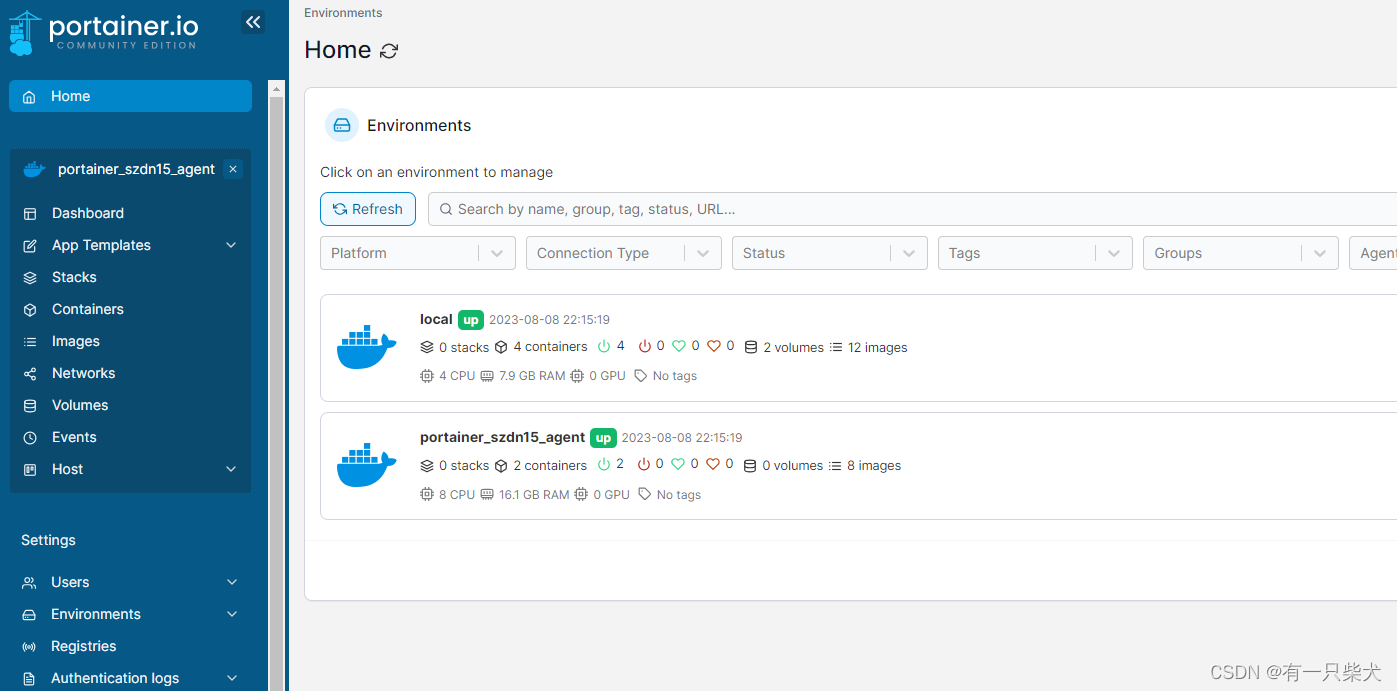 portainer.io
COMMUNITY EDITION
Home
portainer_szdn15_agent
Dashboard
App Templates
Stacks
Containers
Images
Networks
Volumes
Events
Host
Settings
Users
Environments
Registries
Authentication logs
Environments
Home
Environments
Click on an environment to manage
Refresh
Search by name, group, tag, status, URL...
Platform Connection Type Status Tags Groups Agent
local up 2023-08-08 22:15:19
0 stacks 4 containers 4 0 0 0 2 volumes 12 images
4 CPU 7.9 GB RAM 0 GPU No tags
portainer_szdn15_agent up 2023-08-08 22:15:19
0 stacks 2 containers 2 0 0 0 0 volumes 8 images
8 CPU 16.1 GB RAM 0 GPU No tags
CSDN @有一只柴犬